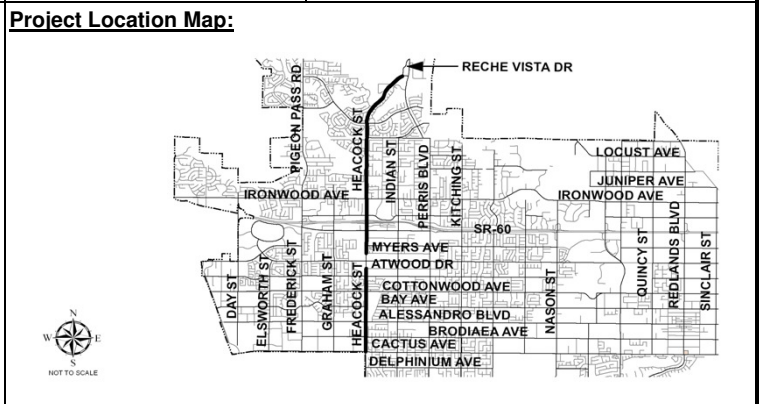 Project Location Map:
RECHE VISTA DR
PIGEON PASS RD
HEACOCK ST
INDIAN ST
PERRIS BLVD
KITCHING ST
LOCUST AVE
JUNIPER AVE
IRONWOOD AVE
IRONWOOD AVE
SR-60
MYERS AVE
ATWOOD DR
DAY ST
ELSWORTH ST
FREDERICK ST
GRAHAM ST
HEACOCK ST
COTTONWOOD AVE
BAY AVE
ALESSANDRO BLVD
BRODIAEA AVE
CACTUS AVE
DELPHINIUM AVE
NASON ST
QUINCY ST
REDLANDS BLVD
SINCLAIR ST
N
W
E
S
NOT TO SCALE